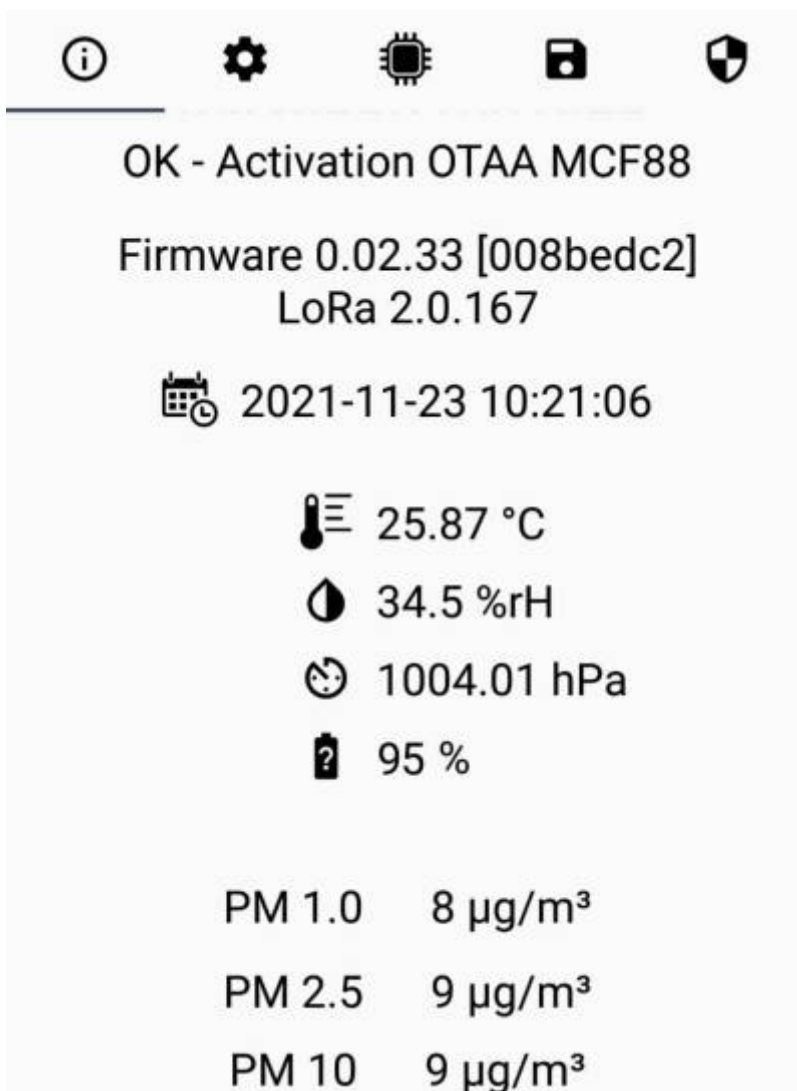 OK - Activation OTAA MCF88
Firmware 0.02.33 [008bedc2]
LoRa 2.0.167
2021-11-23 10:21:06
25.87 °C
34.5 %rH
1004.01 hPa
95 %
PM 1.0 8 µg/m³
PM 2.5 9 µg/m³
PM 10 9 µg/m³